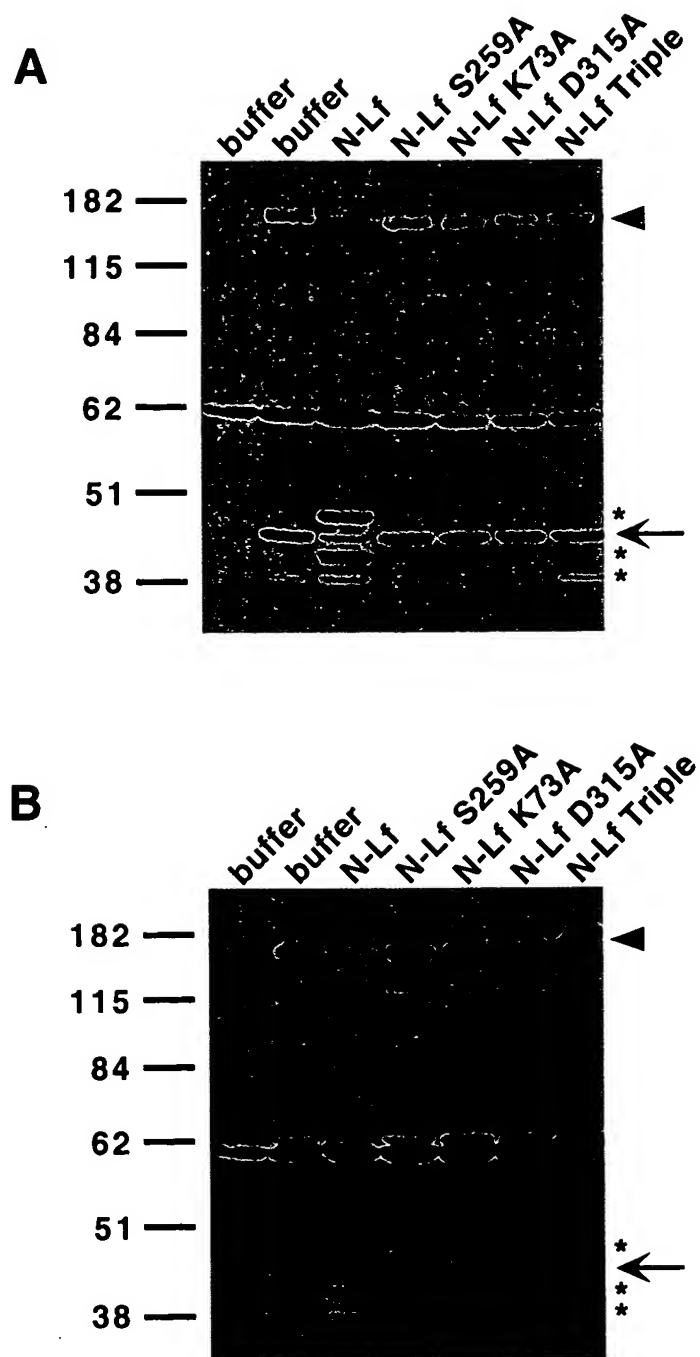 A
buffer
buffer
N-Lf
N-Lf S259A
N-Lf K73A
N-Lf D315A
N-Lf Triple
182
115
84
62
51
*
*
38
*
B
buffer
buffer
N-Lf
N-Lf S259A
N-Lf K73A
N-Lf D315A
N-Lf Triple
182
115
84
62
51
*
*
38
*